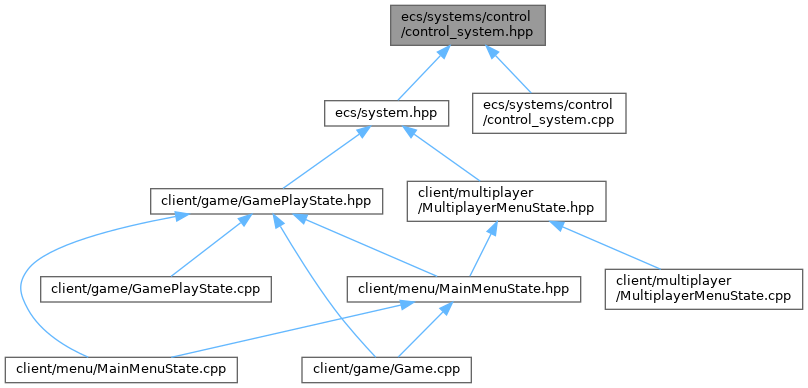 ecs/systems/control
/control_system.hpp
ecs/system.hpp
ecs/systems/control
/control_system.cpp
client/game/GamePlayState.hpp
client/multiplayer
/MultiplayerMenuState.hpp
client/game/GamePlayState.cpp
client/menu/MainMenuState.hpp
client/multiplayer
/MultiplayerMenuState.cpp
client/menu/MainMenuState.cpp
client/game/Game.cpp